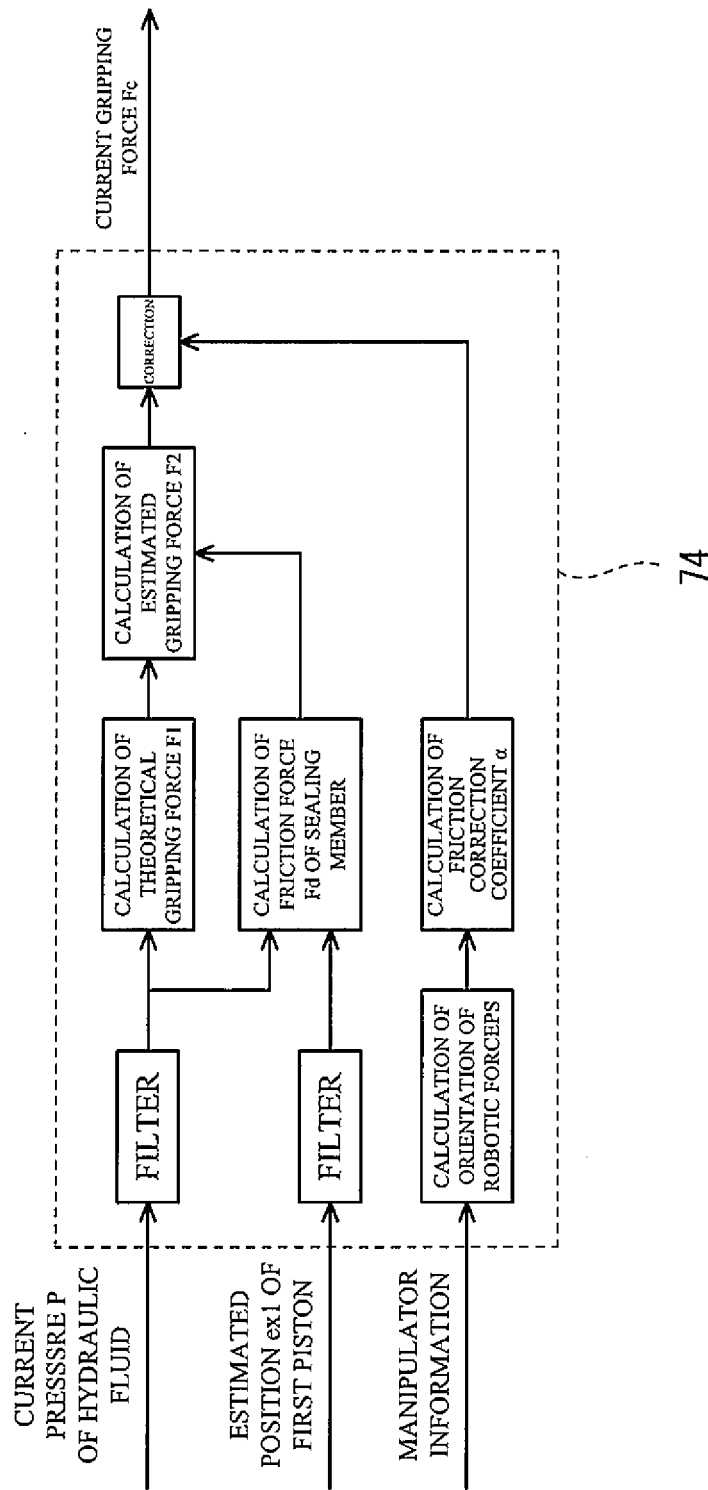 CURRENT
PRESSSRE P
OF HYDRAULIC
FLUID
ESTIMATED
POSITION ex1 OF
FIRST PISTON
MANIPULATOR
INFORMATION
FILTER
FILTER
CALCULATION OF
ORIENTATION OF
ROBOTIC FORCEPS
CALCULATION OF
THEORETICAL
GRIPPING FORCE F1
CALCULATION OF
FRICTION FORCE
Fd OF SEALING
MEMBER
CALCULATION OF
FRICTION
CORRECTION
COEFFICIENT α
CALCULATION OF
ESTIMATED
GRIPPING FORCE F2
CORRECTION
CURRENT GRIPPING
FORCE Fc
74